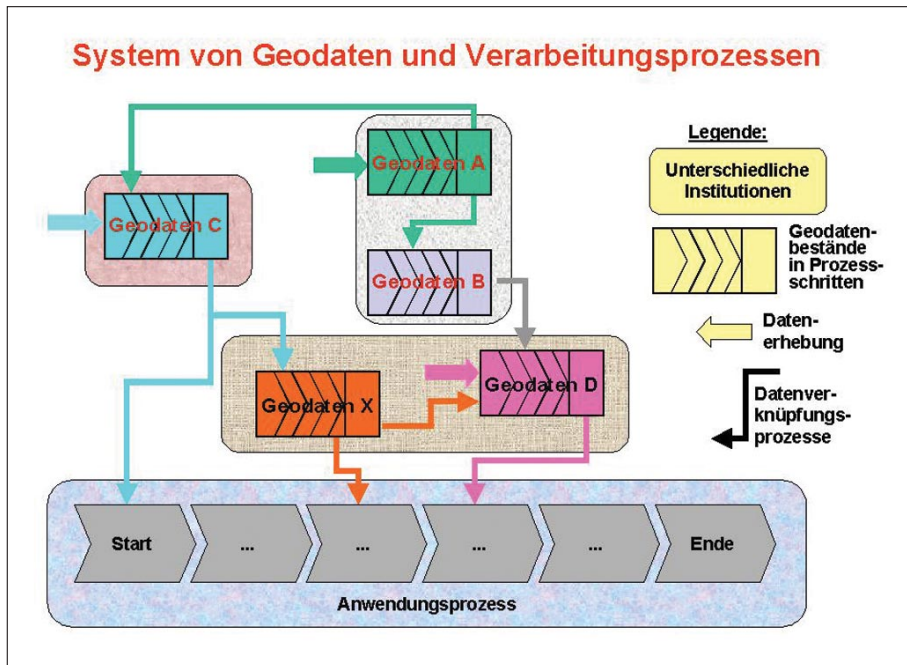 System von Geodaten und Verarbeitungsprozessen
Legende:
Unterschiedliche
Institutionen
Geodaten-
bestände
in Prozess-
schritten
Daten-
erhebung
Datenver-
knüpfungs-
prozesse
Geodaten A
Geodaten C
Geodaten B
Geodaten X
Geodaten D
Start
...
...
...
...
Ende
Anwendungsprozess